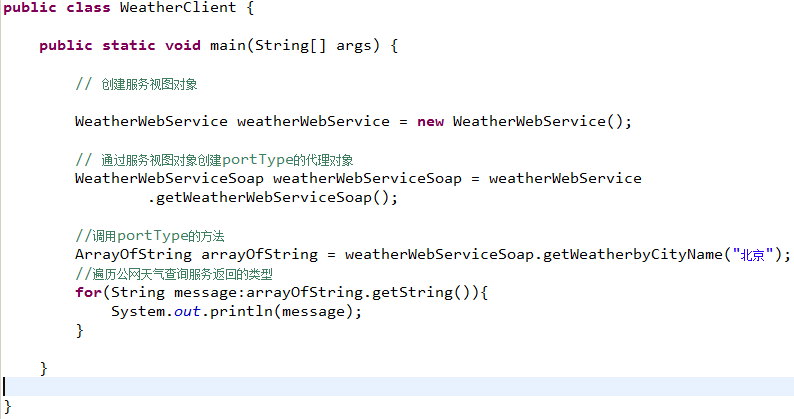 public class WeatherClient {
public static void main(String[] args) {
// 创建服务视图对象
WeatherWebService weatherWebService = new WeatherWebService();
// 通过服务视图对象创建portType的代理对象
WeatherWebServiceSoap weatherWebServiceSoap = weatherWebService
.getWeatherWebServiceSoap();
//调用portType的方法
ArrayOfString arrayOfString = weatherWebServiceSoap.getWeatherbyCityName("北京");
//遍历公网天气查询服务返回的类型
for(String message:arrayOfString.getString()){
System.out.println(message);
}
}
}